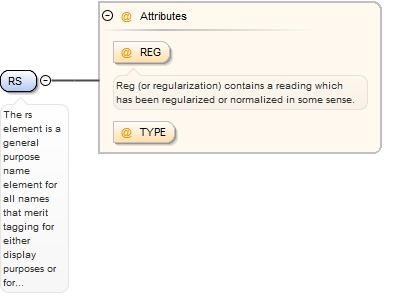 @ Attributes
@ REG
Reg (or regularization) contains a reading which
has been regularized or normalized in some sense.
@ TYPE
RS
The rs
element is a
general
purpose
name
element for
all names
that merit
tagging for
either
display
purposes or
for...